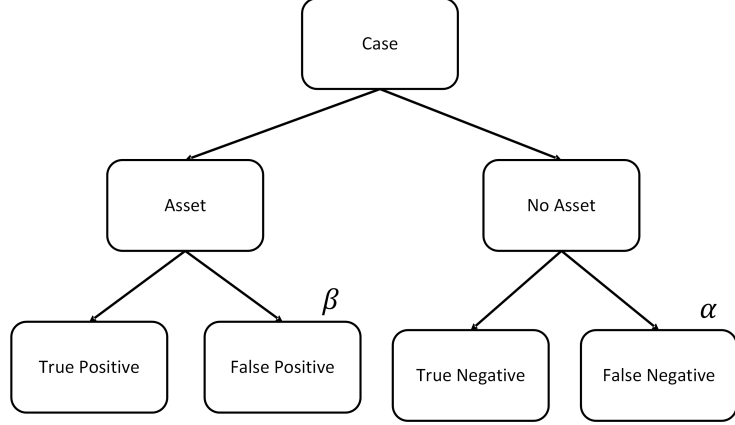 Case
Asset
No Asset
β
α
True Positive
False Positive
True Negative
False Negative